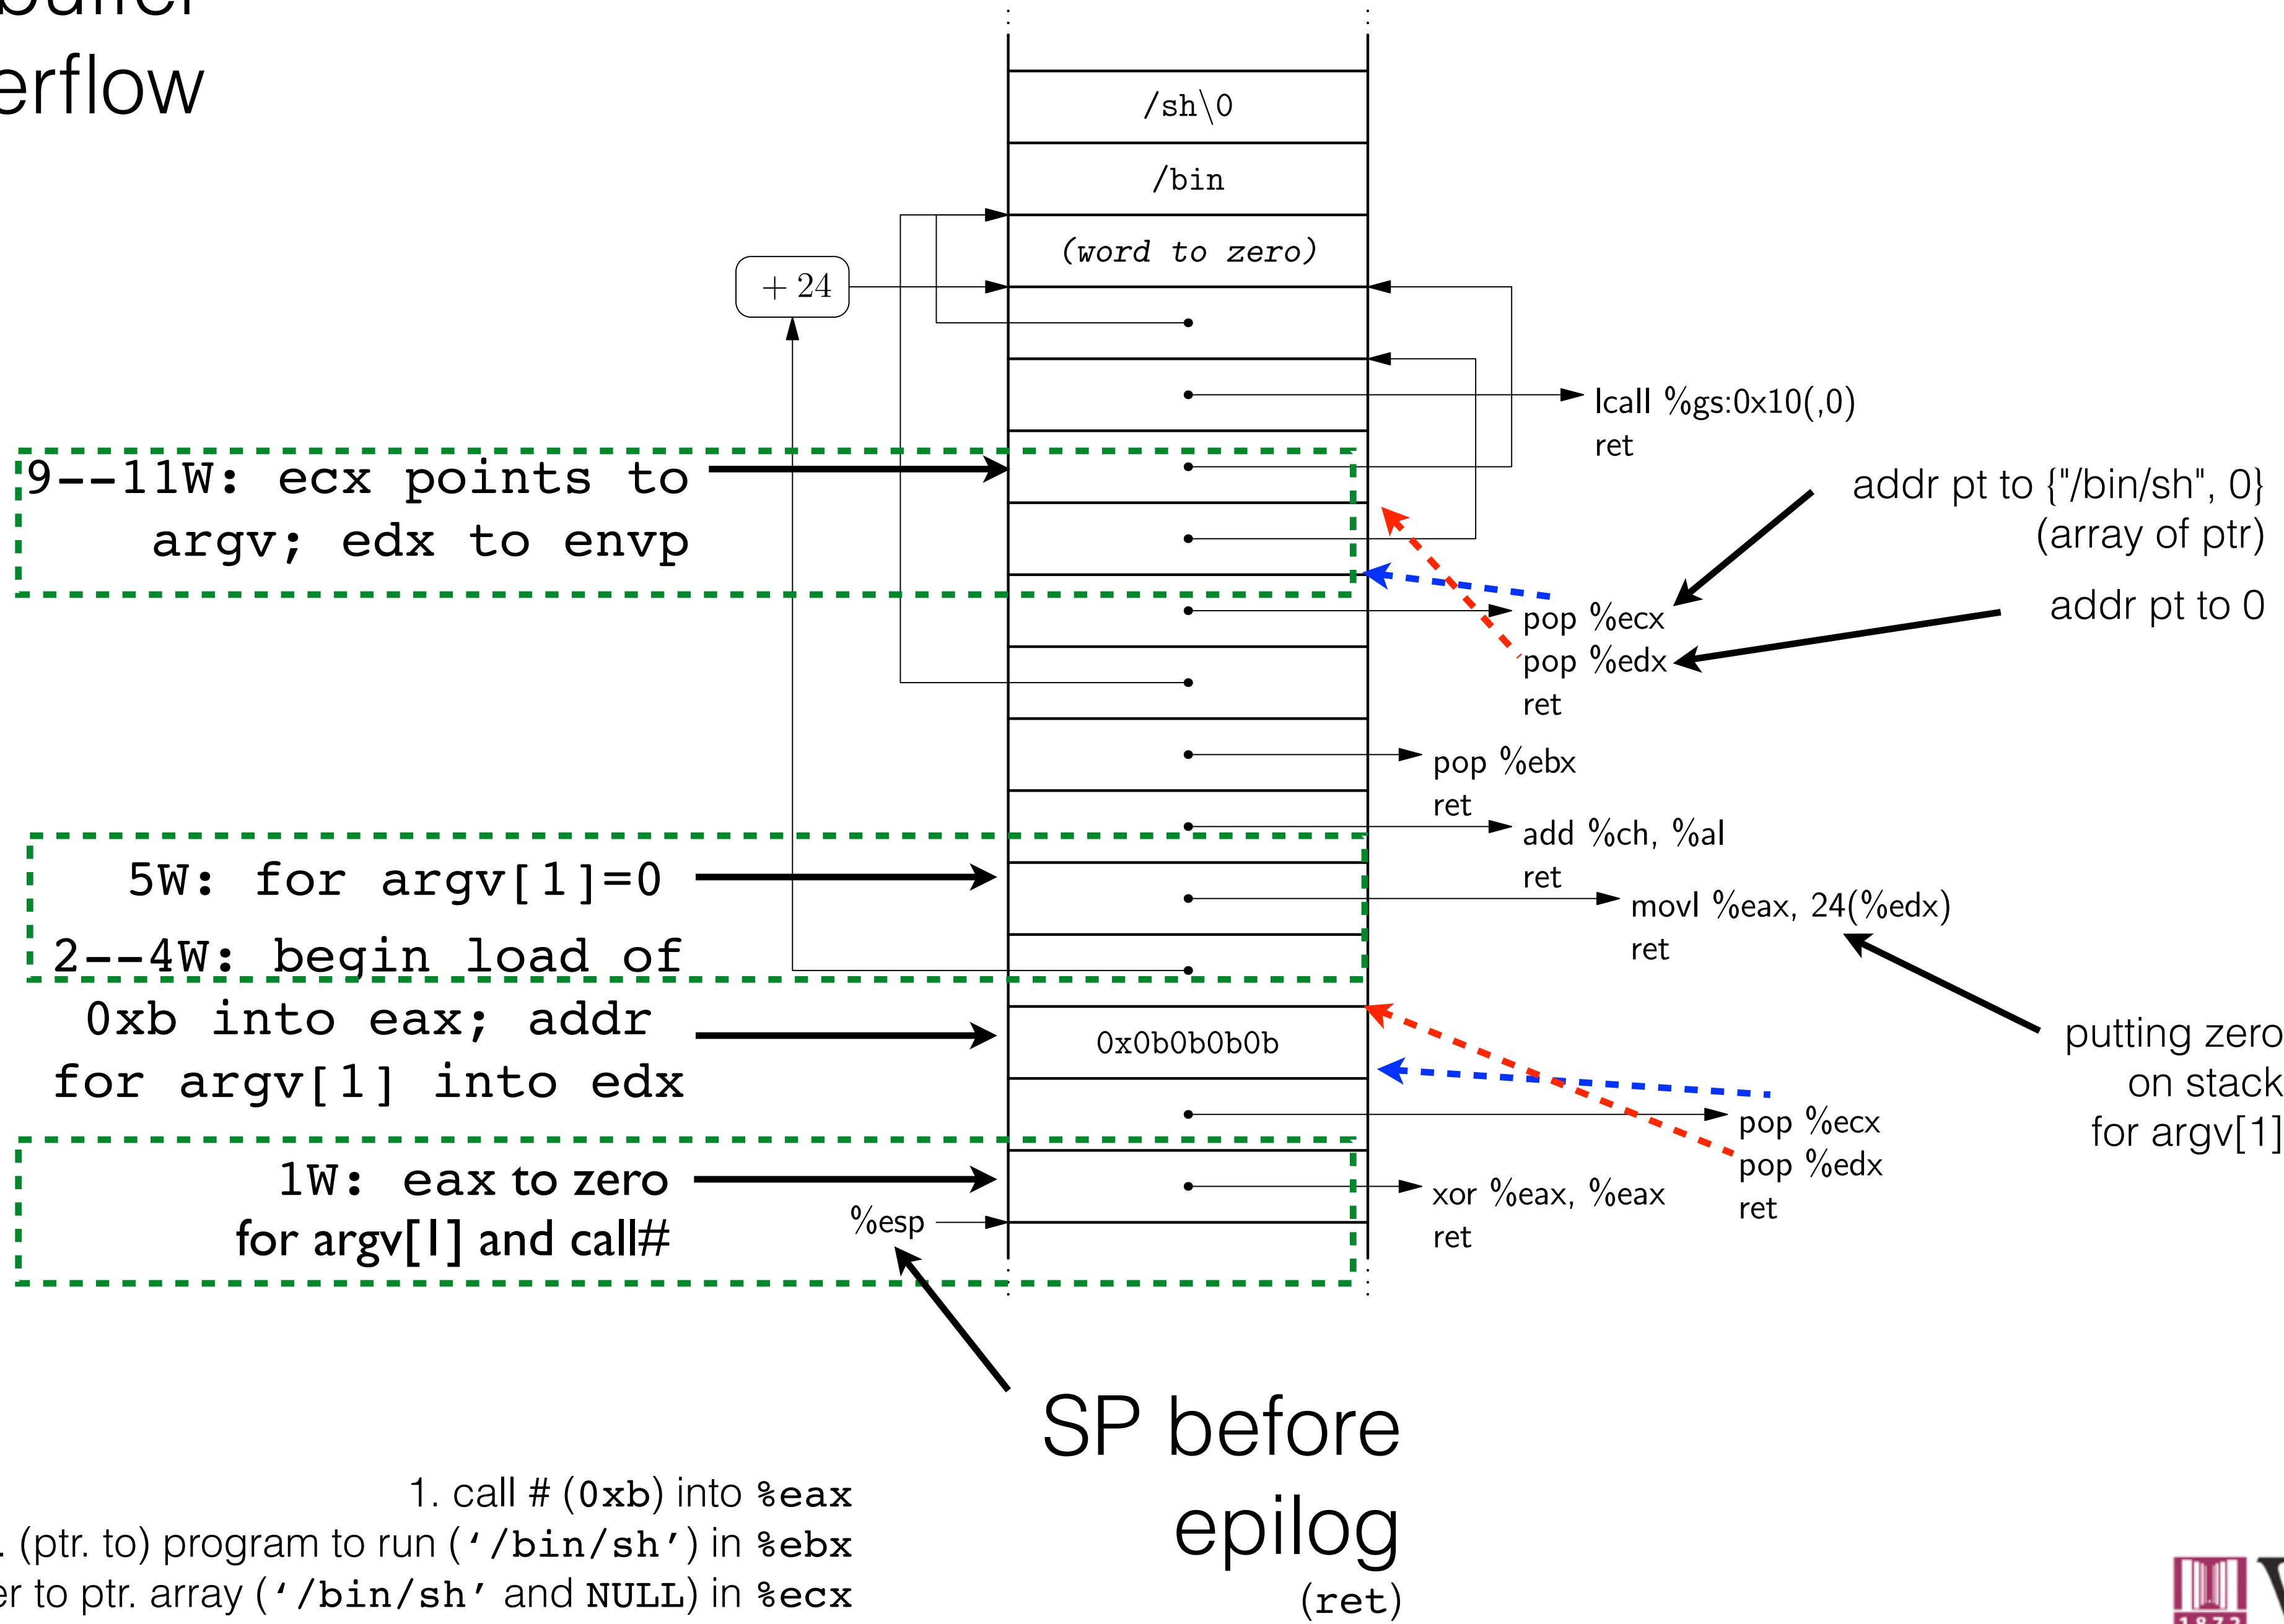 erflow
/sh\0
/bin
(word to zero)
+ 24
lcall %gs:0x10(,0)
ret
9--11W: ecx points to
argv; edx to envp
addr pt to {"/bin/sh", 0}
(array of ptr)
addr pt to 0
pop %ecx
pop %edx
ret
pop %ebx
ret
add %ch, %al
ret
5W: for argv[1]=0
movl %eax, 24(%edx)
ret
2--4W: begin load of
0xb into eax; addr
for argv[1] into edx
0x0b0b0b0b
putting zero
on stack
for argv[1]
pop %ecx
pop %edx
ret
1W: eax to zero
for argv[1] and call#
xor %eax, %eax
ret
%esp
SP before
epilog
(ret)
1. call # (0xb) into %eax
. (ptr. to) program to run (‘/bin/sh’) in %ebx
er to ptr. array (‘/bin/sh’ and NULL) in %ecx
1872